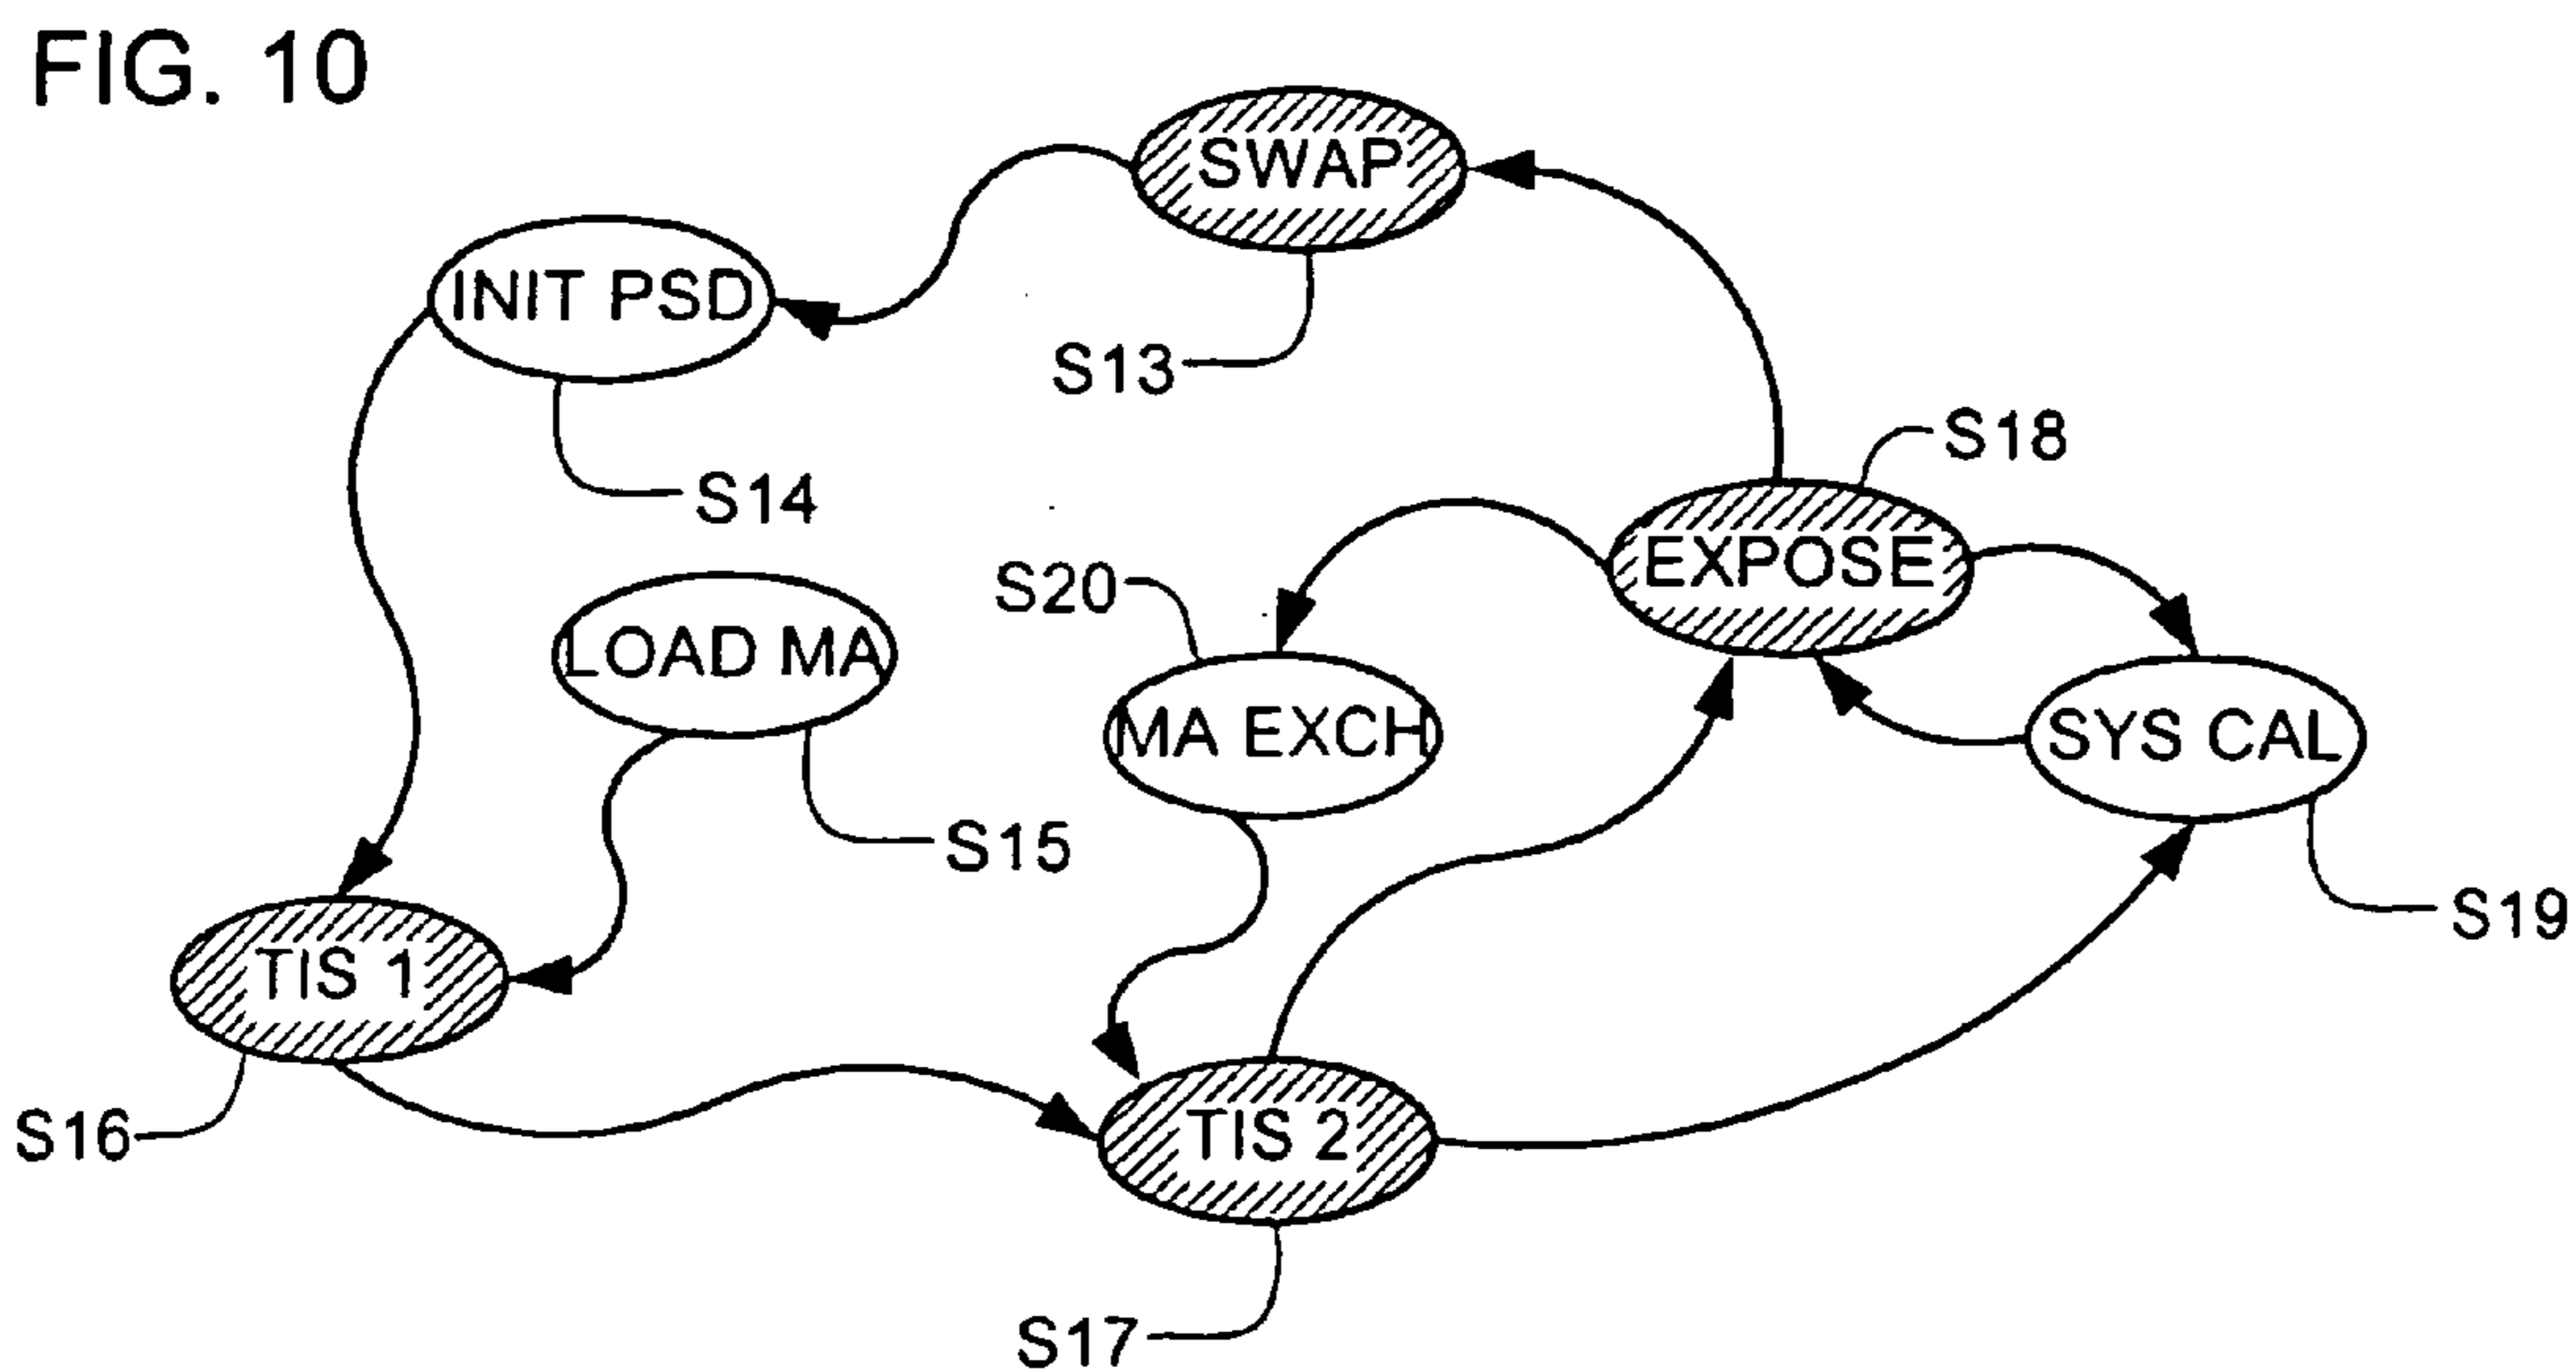 FIG. 10
SWAP
INIT PSD
S13
S14
S18
EXPOSE
S20
LOAD MA
MA EXCH
SYS CAL
S15
S19
TIS 1
S16
TIS 2
S17